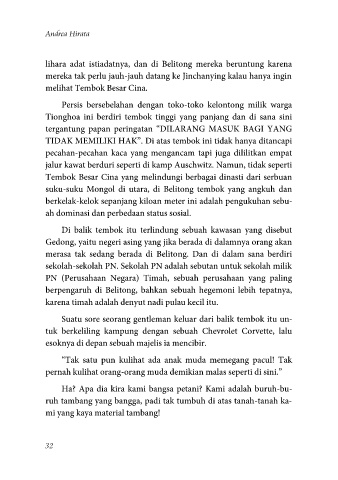 Andrea Hirata
lihara adat istiadatnya, dan di Belitong mereka beruntung karena
mereka tak perlu jauh-jauh datang ke Jinchanying kalau hanya ingin
melihat Tembok Besar Cina.
Persis bersebelahan dengan toko-toko kelontong milik warga
Tionghoa ini berdiri tembok tinggi yang panjang dan di sana sini
tergantung papan peringatan "DILARANG MASUK BAGI YANG
TIDAK MEMILIKI HAK". Di atas tembok ini tidak hanya ditancapi
pecahan-pecahan kaca yang mengancam tapi juga dililitkan empat
jalur kawat berduri seperti di kamp Auschwitz. Namun, tidak seperti
Tembok Besar Cina yang melindungi berbagai dinasti dari serbuan
suku-suku Mongol di utara, di Belitong tembok yang angkuh dan
berkelak-kelok sepanjang kiloan meter ini adalah pengukuhan sebu-
ah dominasi dan perbedaan status sosial.
Di balik tembok itu terlindung sebuah kawasan yang disebut
Gedong, yaitu negeri asing yang jika berada di dalamnya orang akan
merasa tak sedang berada di Belitong. Dan di dalam sana berdiri
sekolah-sekolah PN. Sekolah PN adalah sebutan untuk sekolah milik
PN (Perusahaan Negara) Timah, sebuah perusahaan yang paling
berpengaruh di Belitong, bahkan sebuah hegemoni lebih tepatnya,
karena timah adalah denyut nadi pulau kecil itu.
Suatu sore seorang gentleman keluar dari balik tembok itu un-
tuk berkeliling kampung dengan sebuah Chevrolet Corvette, lalu
esoknya di depan sebuah majelis ia mencibir.
"Tak satu pun kulihat ada anak muda memegang pacul! Tak
pernah kulihat orang-orang muda demikian malas seperti di sini."
Ha? Apa dia kira kami bangsa petani? Kami adalah buruh-bu-
ruh tambang yang bangga, padi tak tumbuh di atas tanah-tanah ka-
mi yang kaya material tambang!
32